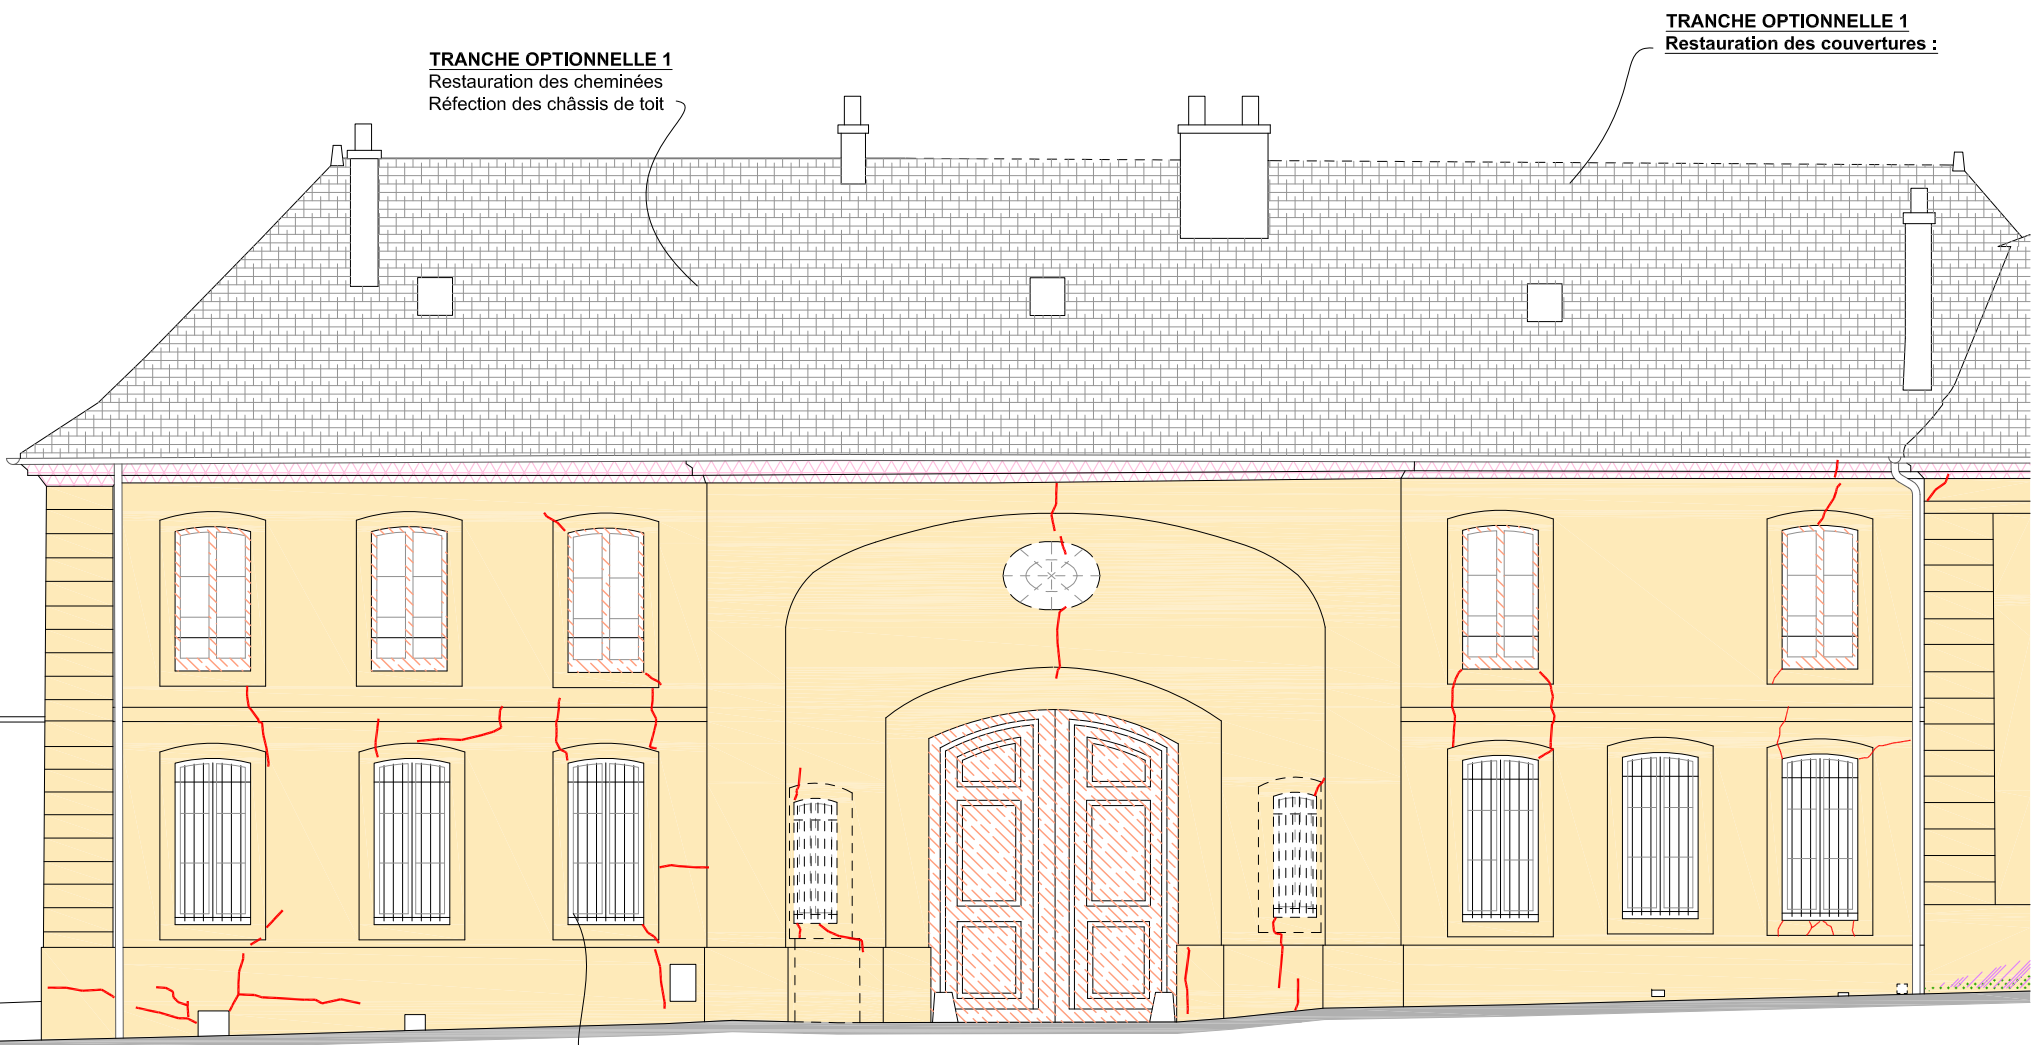 TRANCHE OPTIONNELLE 1
Restauration des cheminées
Réfection des châssis de toit
TRANCHE OPTIONNELLE 1
Restauration des couvertures :